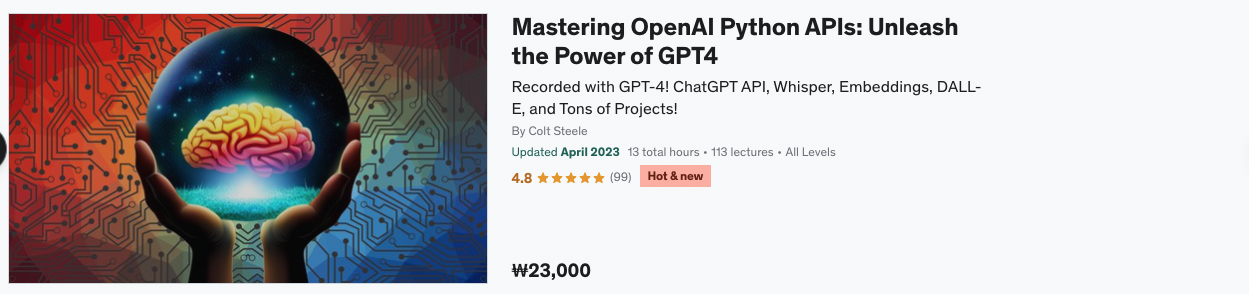 Mastering OpenAI Python APIs: Unleash
the Power of GPT4
Recorded with GPT-4! ChatGPT API, Whisper, Embeddings, DALL-
E, and Tons of Projects!
By Colt Steele
Updated April 2023 13 total hours • 113 lectures • All Levels
4.8 ★★★★★ (99) Hot & new
₩23,000